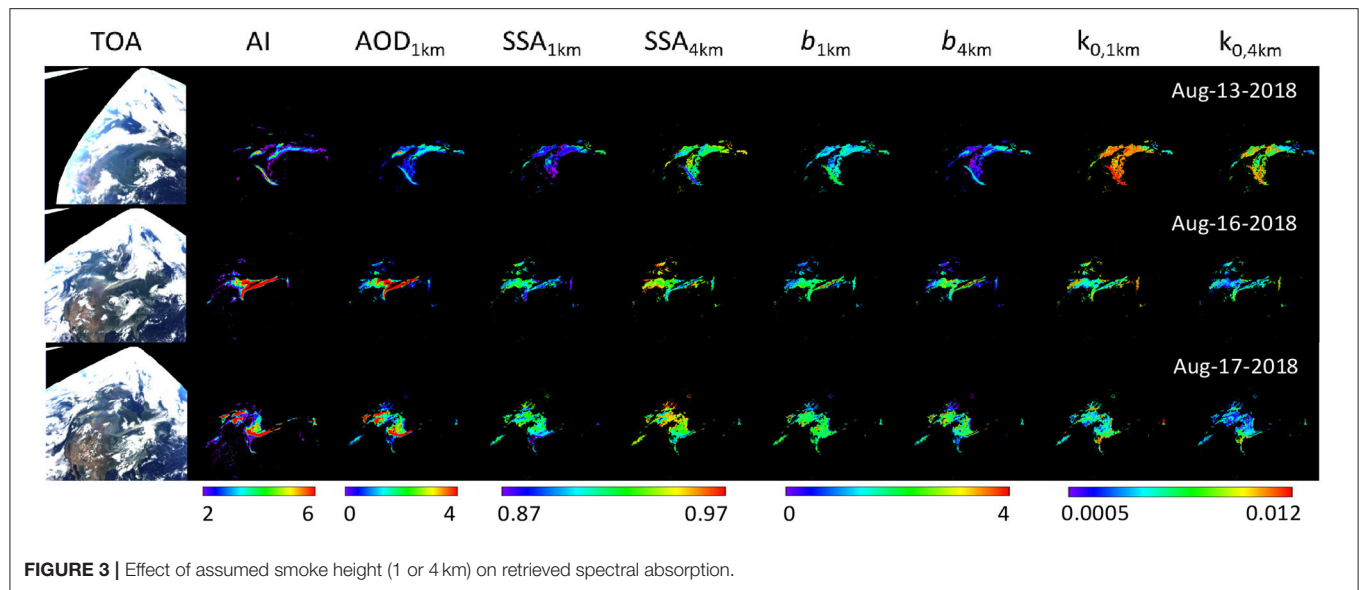 TOA AI AOD1km SSA1km SSA4km b1km b4km k0,1km k0,4km
Aug-13-2018
Aug-16-2018
Aug-17-2018
2 6 0 4 0.87 0.97 0 4 0.0005 0.012
FIGURE 3 | Effect of assumed smoke height (1 or 4 km) on retrieved spectral absorption.